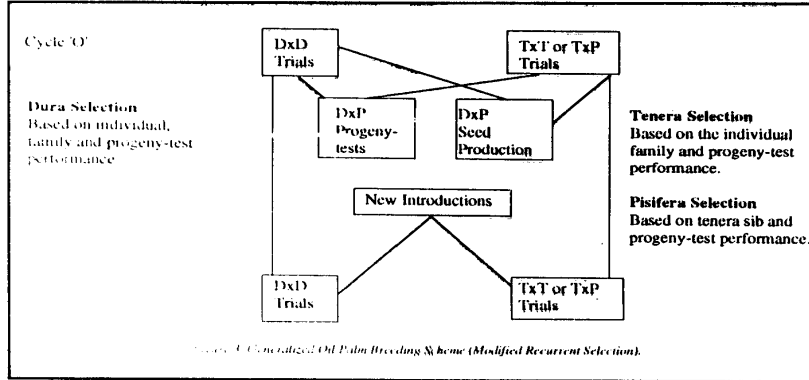 Cycle 'O'
DxD
Trials
TxT or TxP
Trials
Dura Selection
Based on individual,
family and progeny-test
performance
DxP
Progeny-
tests
DxP
Seed
Production
Tenera Selection
Based on the individual
family and progeny-test
performance.
New Introductions
Pisifera Selection
Based on tenera sib and
progeny-test performance.
DxD
Trials
TxT or TxP
Trials
Generalized Oil Palm Breeding Scheme (Modified Recurrent Selection).